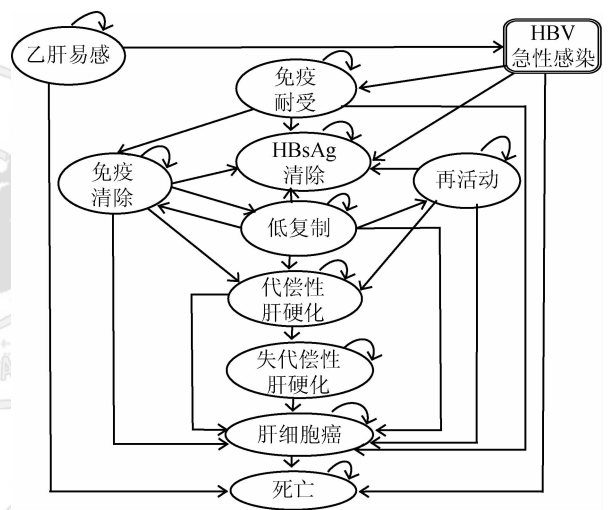 乙肝易感
HBV
急性感染
免疫
耐受
HBsAg
清除
免疫
清除
再活动
低复制
代偿性
肝硬化
失代偿性
肝硬化
肝细胞癌
死亡